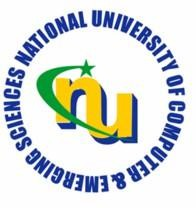 NATIONAL UNIVERSITY OF COMPUTER & EMERGING SCIENCES
nu